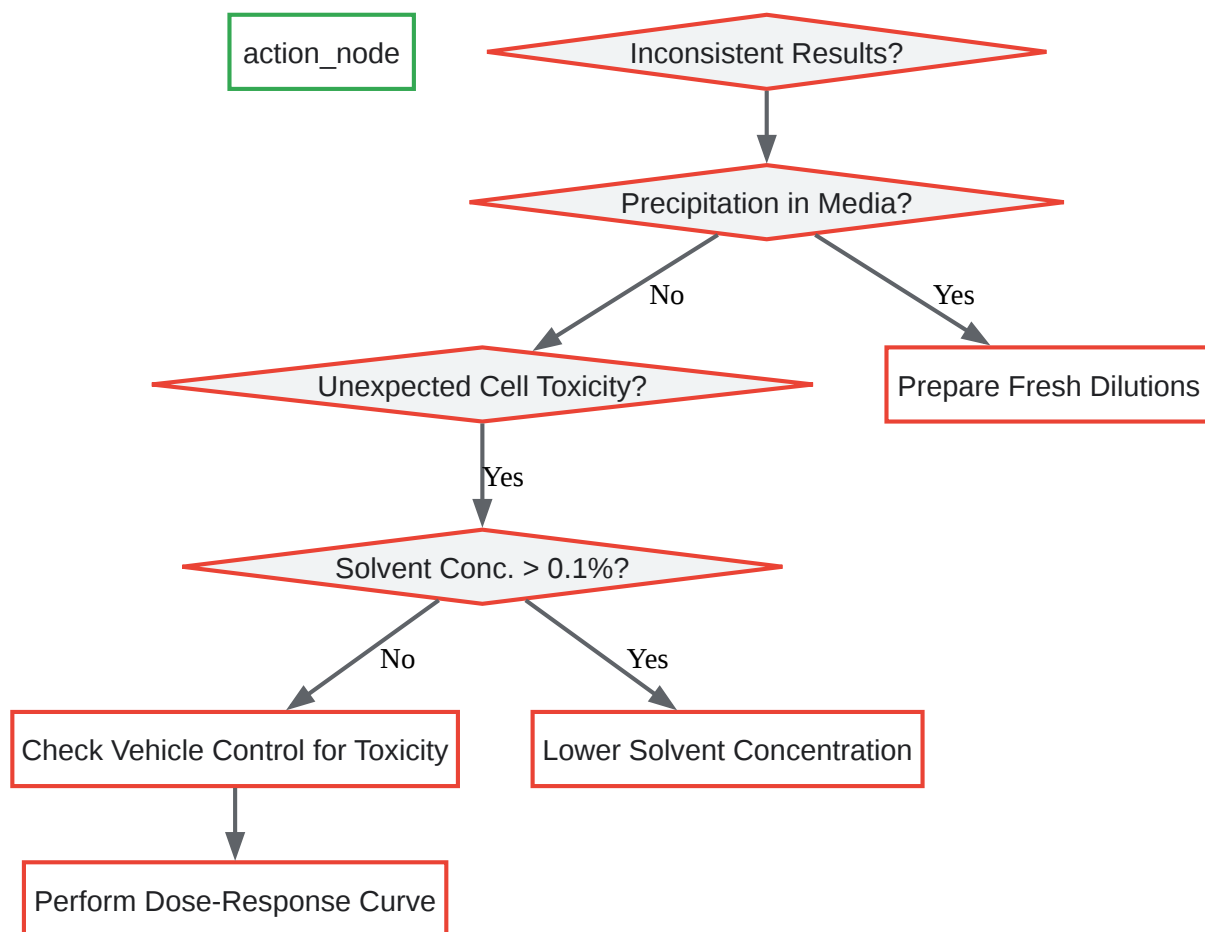 action_node
Inconsistent Results?
Precipitation in Media?
No
Yes
Unexpected Cell Toxicity?
Prepare Fresh Dilutions
Yes
Solvent Conc. > 0.1%?
No
Yes
Check Vehicle Control for Toxicity
Lower Solvent Concentration
Perform Dose-Response Curve